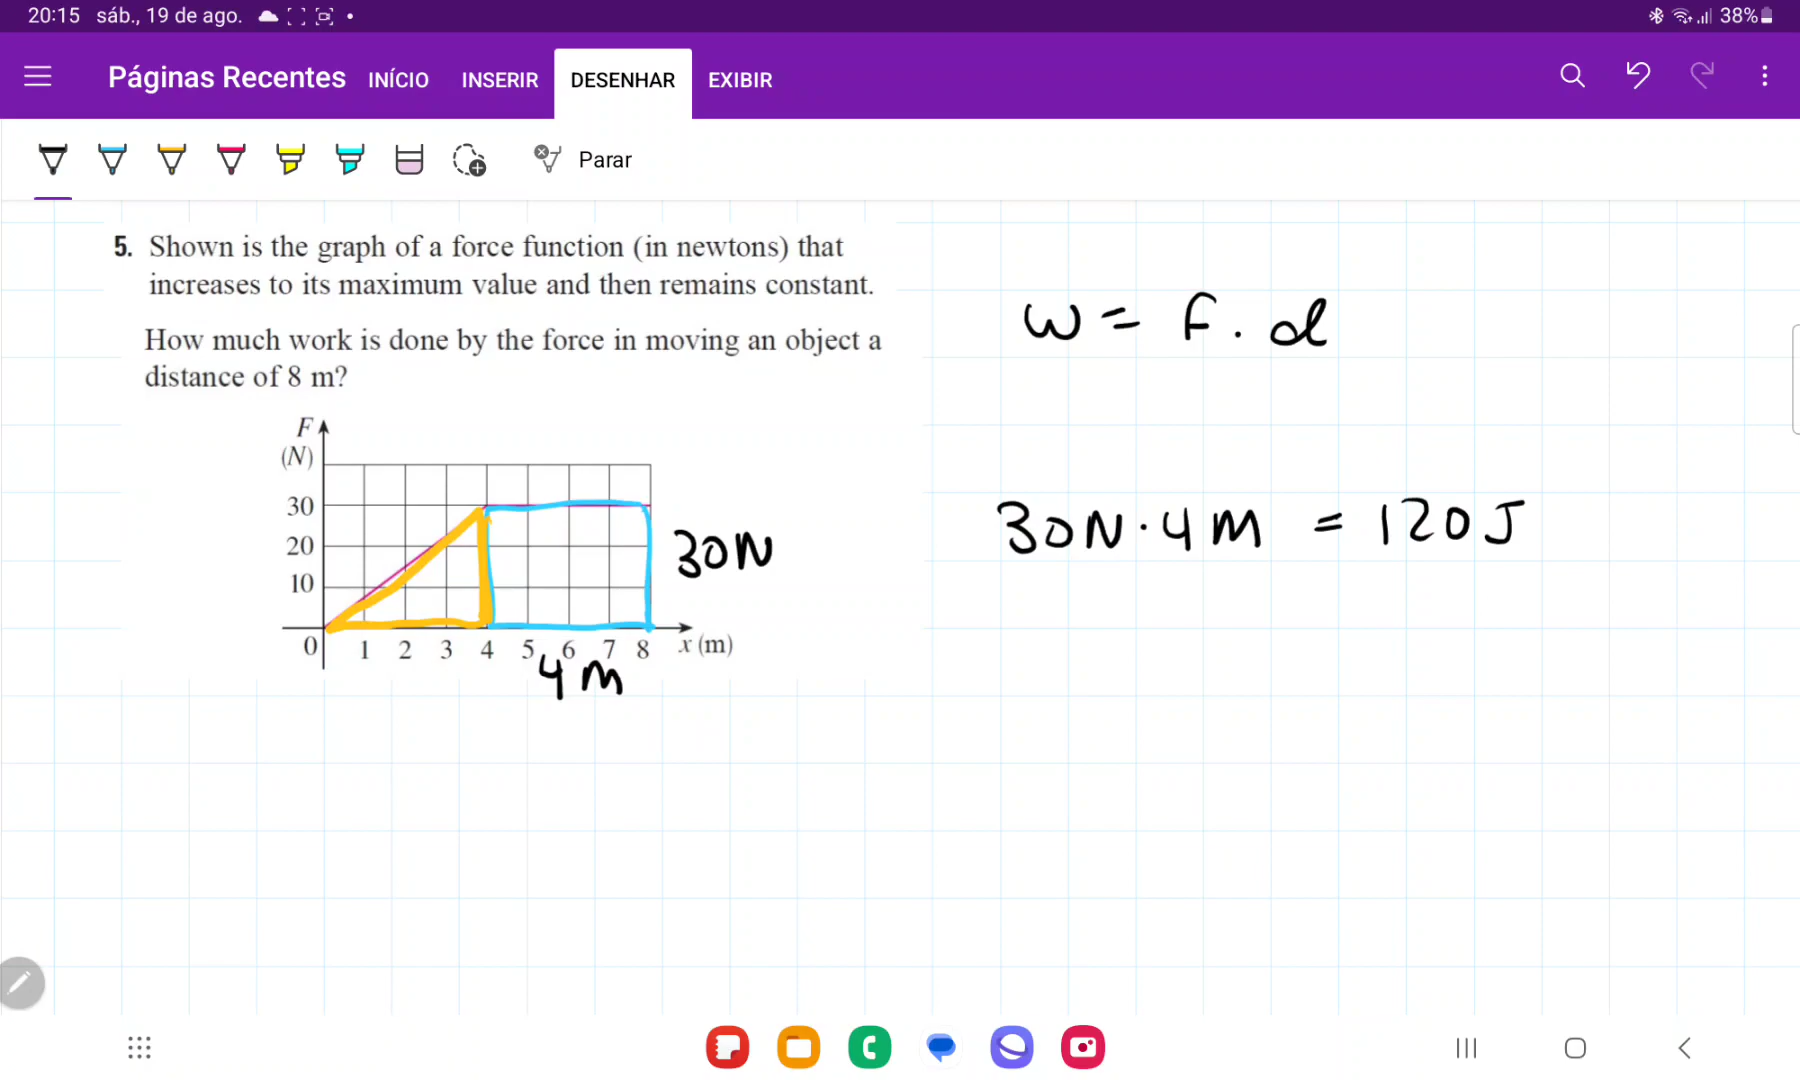 20:15 sáb., 19 de ago. 38%
Páginas Recentes INÍCIO INSERIR DESENHAR EXIBIR
Parar
5. Shown is the graph of a force function (in newtons) that
increases to its maximum value and then remains constant.
How much work is done by the force in moving an object a
distance of 8 m?
W = F . d
F
(N)
30
20
10
0 1 2 3 4 5 6 7 8 x (m)
30N
4 m
30N · 4 M = 120 J